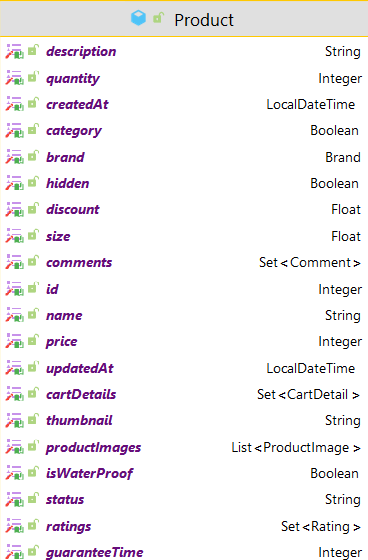 Product
description String
quantity Integer
createdAt LocalDateTime
category Boolean
brand Brand
hidden Boolean
discount Float
size Float
comments Set<Comment>
id Integer
name String
price Integer
updatedAt LocalDateTime
cartDetails Set<CartDetail >
thumbnail String
productImages List<ProductImage >
isWaterProof Boolean
status String
ratings Set<Rating>
guaranteeTime Integer